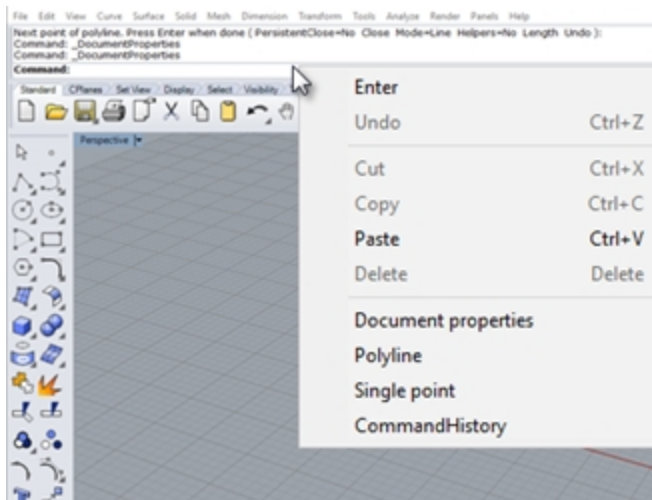 File Edit View Curve Surface Solid Mesh Dimension Transform Tools Analyze Render Panels Help
Next point of polyline. Press Enter when done ( PersistentClose=No Close Mode=Line Helpers=No Length Undo ):
Command: _DocumentProperties
Command: _DocumentProperties
Command:
Standard CPlanes Set View Display Select Visibility
Perspective
Enter
Undo Ctrl+Z
Cut Ctrl+X
Copy Ctrl+C
Paste Ctrl+V
Delete Delete
Document properties
Polyline
Single point
CommandHistory